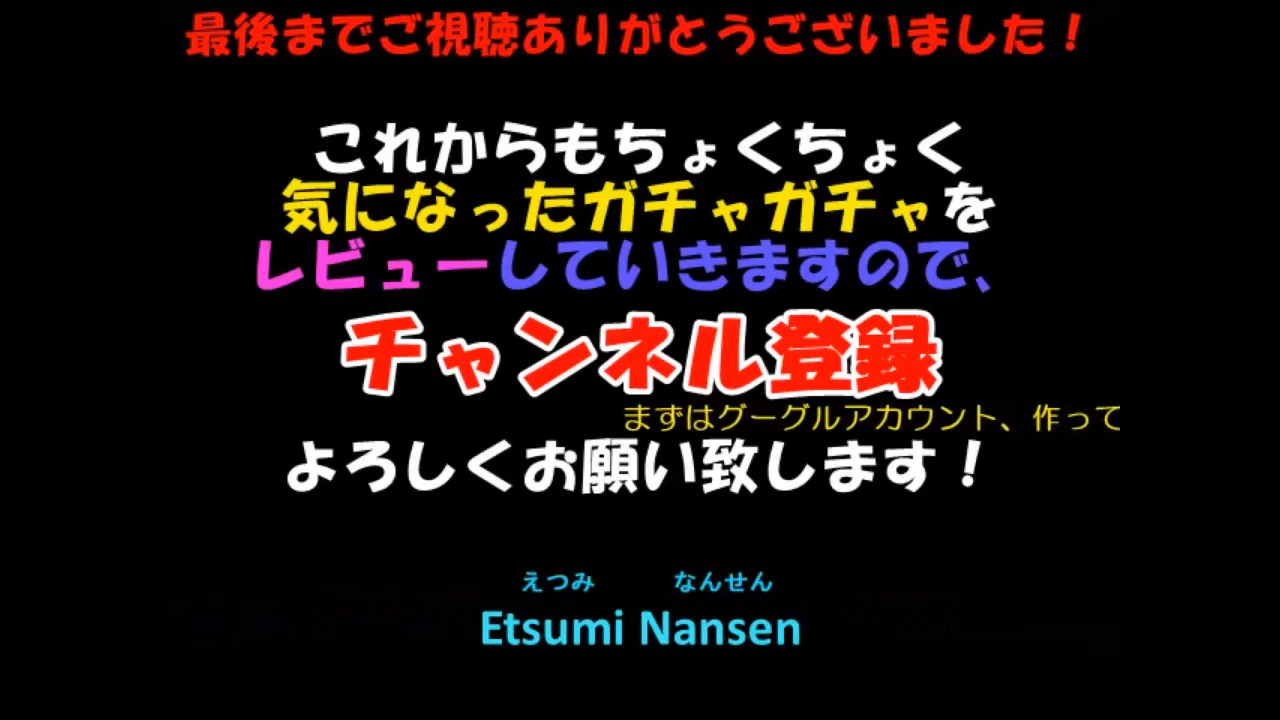 最後までご視聴ありがとうございました！
これからもちょくちょく
気になったガチャガチャを
レビューしていきますので、
チャンネル登録
まずはグーグルアカウント、作って
よろしくお願い致します！
えつみ なんせん
Etsumi Nansen